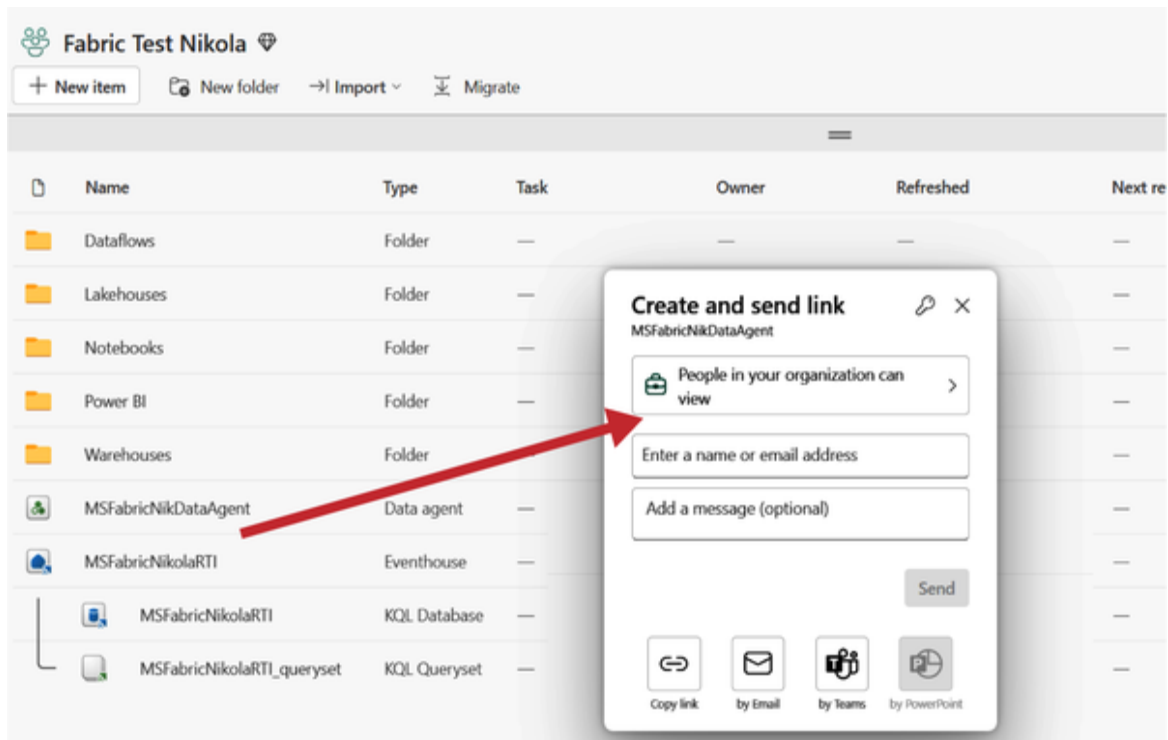 Fabric Test Nikola
New item New folder Import Migrate
Name Type Task Owner Refreshed Next re
Dataflows Folder — — — —
Lakehouses Folder — —
Notebooks Folder — —
Power BI Folder — —
Warehouses Folder — —
MSFabricNikDataAgent Data agent — —
MSFabricNikolaRTI Eventhouse — —
MSFabricNikolaRTI KQL Database — —
MSFabricNikolaRTI_queryset KQL Queryset — —
Create and send link
MSFabricNikDataAgent
People in your organization can
view
Enter a name or email address
Add a message (optional)
Send
Copy link by Email by Teams by PowerPoint